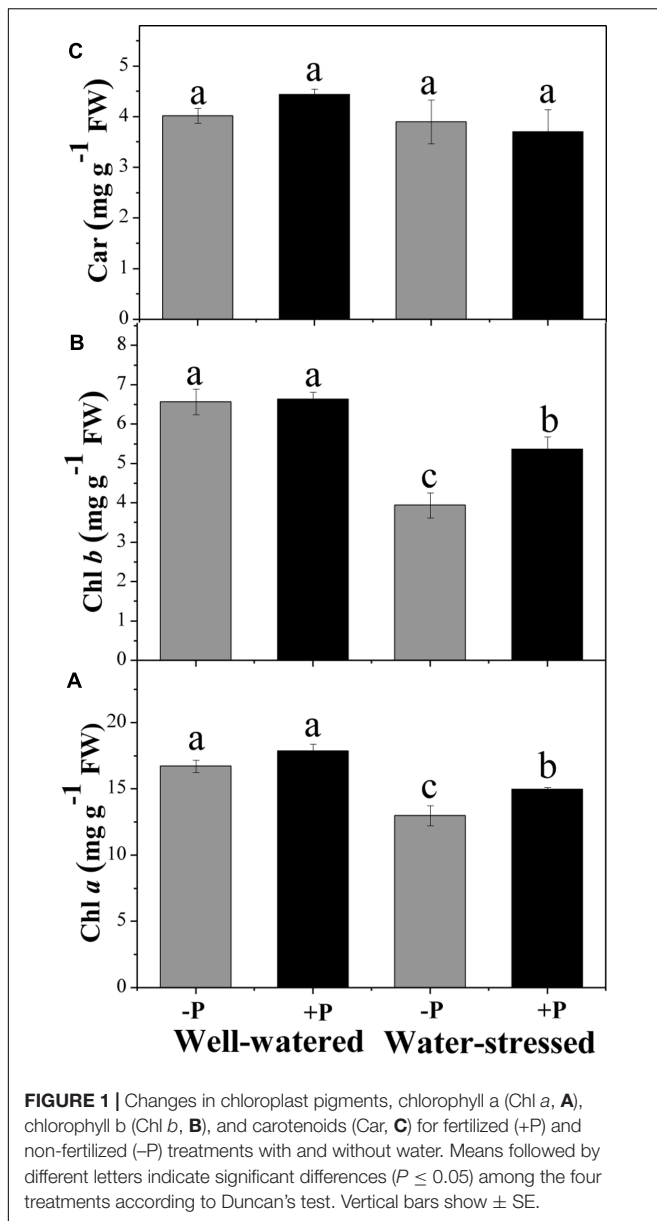 C
Car (mg g-1 FW)
5
4
3
2
1
0
a
a
a
a
B
Chl b (mg g-1 FW)
8
7
6
5
4
3
2
1
0
a
a
c
b
A
Chl a (mg g-1 FW)
20
15
10
5
0
a
a
c
b
-P +P -P +P
Well-watered Water-stressed
FIGURE 1 | Changes in chloroplast pigments, chlorophyll a (Chl a, A),
chlorophyll b (Chl b, B), and carotenoids (Car, C) for fertilized (+P) and
non-fertilized (–P) treatments with and without water. Means followed by
different letters indicate significant differences (P ≤ 0.05) among the four
treatments according to Duncan's test. Vertical bars show ± SE.